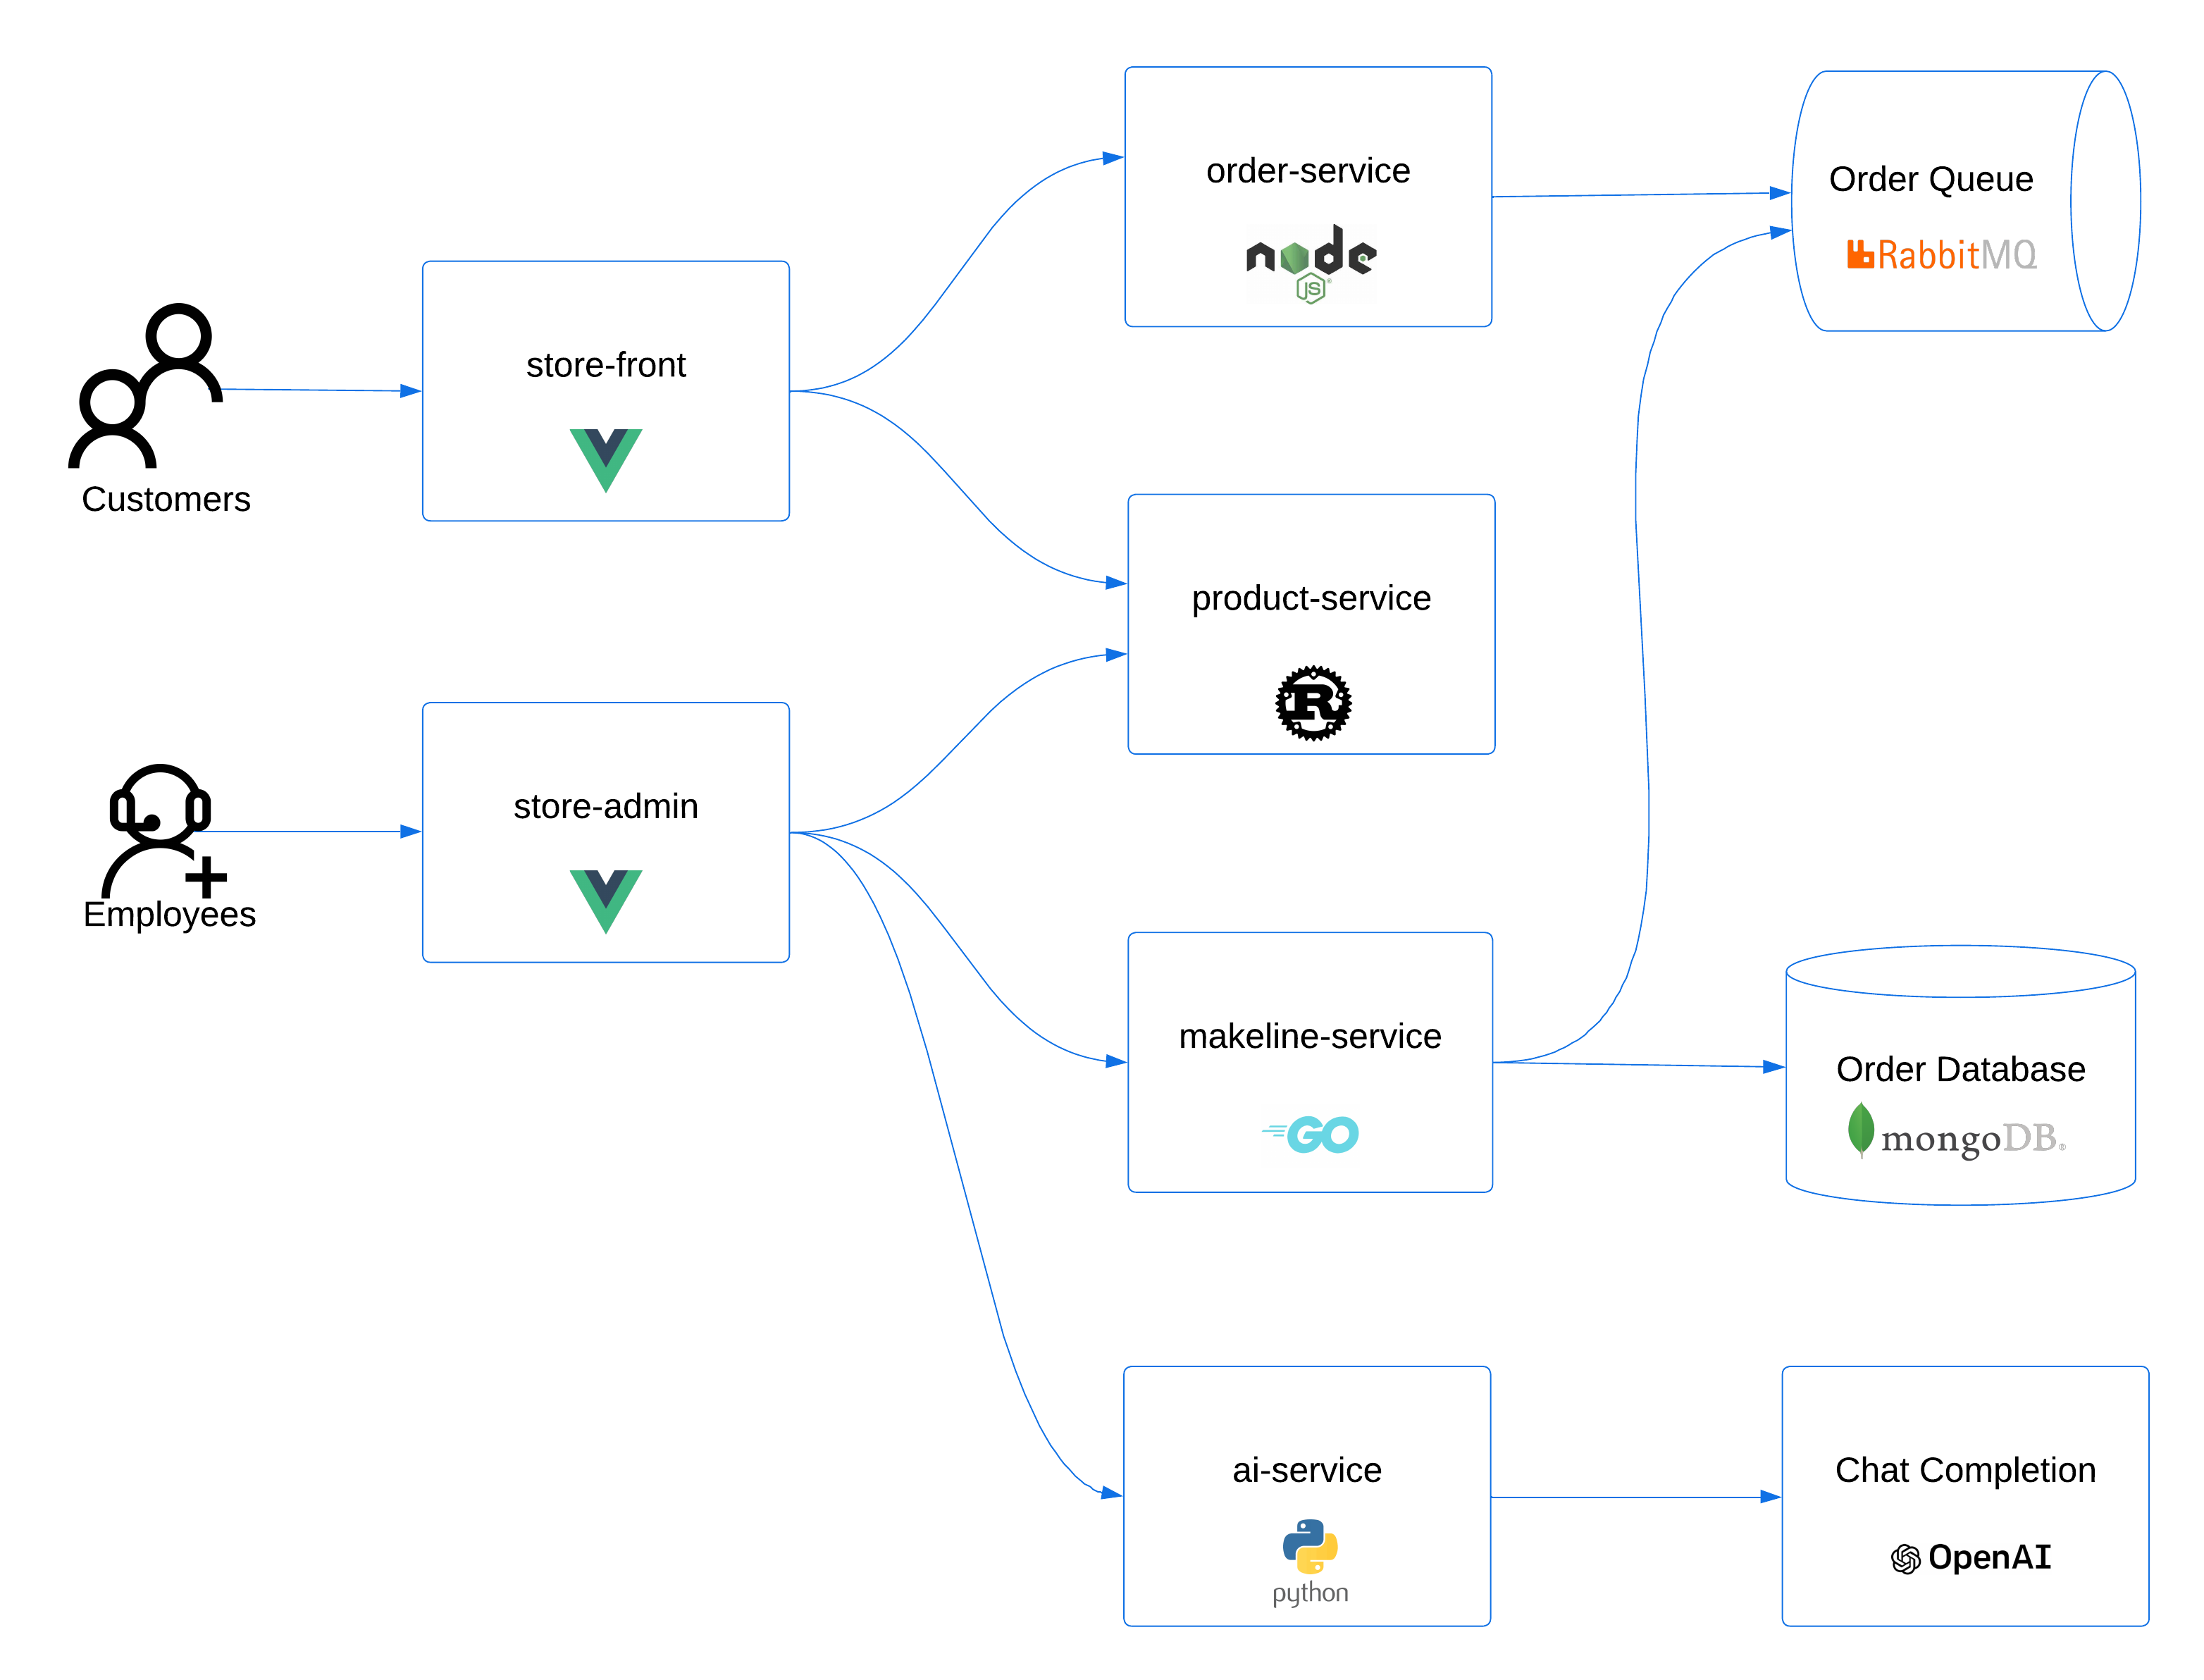 Customers
store-front
Employees
store-admin
order-service
node
JS
product-service
R
makeline-service
GO
ai-service
python
Order Queue
RabbitMQ
Order Database
mongoDB®
Chat Completion
OpenAI